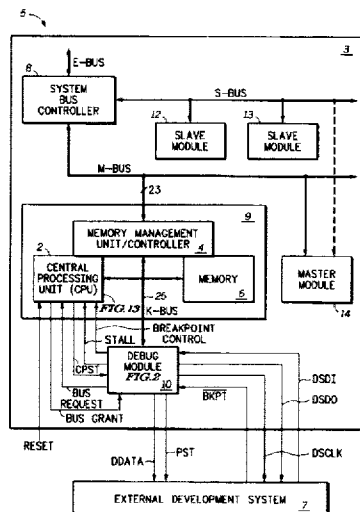 5
3
E-BUS
8
SYSTEM
BUS
CONTROLLER
S-BUS
12
SLAVE
MODULE
13
SLAVE
MODULE
M-BUS
23
9
MEMORY MANAGEMENT
UNIT/CONTROLLER
4
2
CENTRAL
PROCESSING
UNIT (CPU)
MEMORY
6
MASTER
MODULE
14
FIG.13
25
K-BUS
BREAKPOINT
CONTROL
STALL
CPST
DEBUG
MODULE
FIG.2
10
BUS
REQUEST
BUS GRANT
BKPT
DSDI
DSDO
RESET
DDATA
PST
DSCLK
EXTERNAL DEVELOPMENT SYSTEM
7